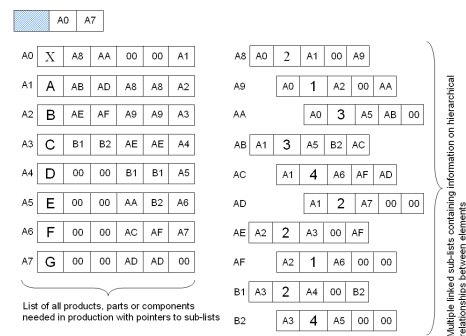 A0 A7
A0 X A8 AA 00 00 A1
A1 A AB AD A8 A8 A2
A2 B AE AF A9 A9 A3
A3 C B1 B2 AE AE A4
A4 D 00 00 B1 B1 A5
A5 E 00 00 AA B2 A6
A6 F 00 00 AC AF A7
A7 G 00 00 AD AD 00
List of all products, parts or components
needed in production with pointers to sub-lists
A8 A0 2 A1 00 A9
A9 A0 1 A2 00 AA
AA A0 3 A5 AB 00
AB A1 3 A5 B2 AC
AC A1 4 A6 AF AD
AD A1 2 A7 00 00
AE A2 2 A3 00 AF
AF A2 1 A6 00 00
B1 A3 2 A4 00 B2
B2 A3 4 A5 00 00
Multiple linked sub-lists containing information on hierarchical
relationships between elements